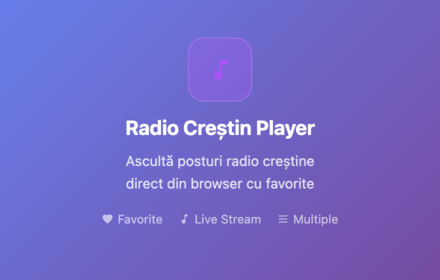 Radio Creștin Player
Ascultă posturi radio creștine
direct din browser cu favorite
Favorite Live Stream Multiple